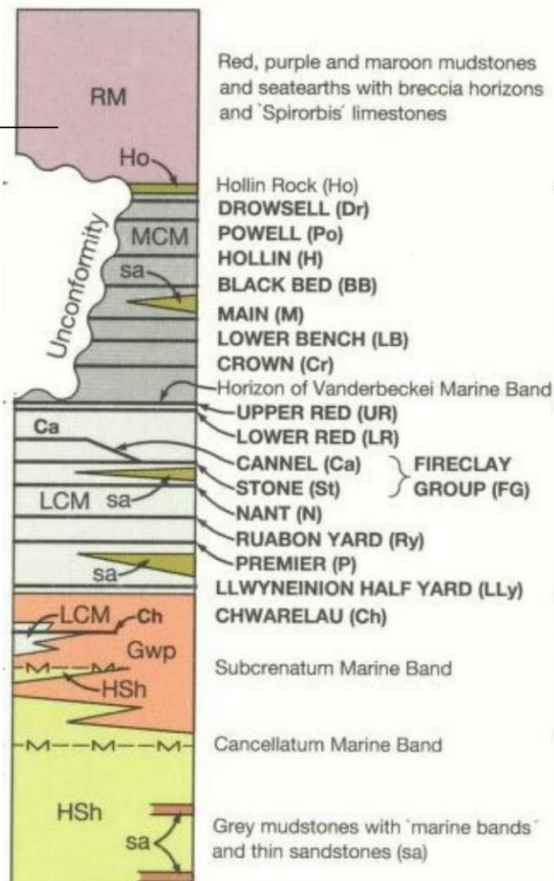 Red, purple and maroon mudstones
and seatearths with breccia horizons
and `Spirorbis´ limestones
RM
Ho
Hollin Rock (Ho)
DROWSELL (Dr)
MCM
POWELL (Po)
HOLLIN (H)
sa
BLACK BED (BB)
Unconformity
MAIN (M)
LOWER BENCH (LB)
CROWN (Cr)
Horizon of Vanderbeckei Marine Band
UPPER RED (UR)
Ca
LOWER RED (LR)
CANNEL (Ca)
FIRECLAY
STONE (St)
GROUP (FG)
LCM
sa
NANT (N)
RUABON YARD (Ry)
PREMIER (P)
sa
LLWYNEINION HALF YARD (LLy)
LCM
Ch
CHWARELAU (Ch)
Gwp
M M
Subcrenatum Marine Band
HSh
M M M
Cancellatum Marine Band
HSh
sa
Grey mudstones with `marine bands´
and thin sandstones (sa)